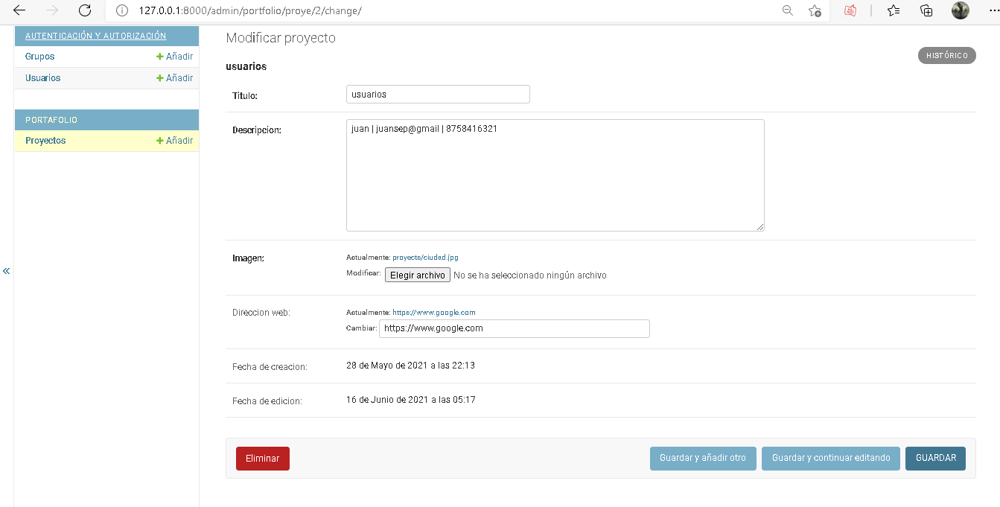 127.0.0.1:8000/admin/portfolio/proye/2/change/
AUTENTICACIÓN Y AUTORIZACIÓN
Grupos + Añadir
Usuarios + Añadir
PORTAFOLIO
Proyectos + Añadir
«
Modificar proyecto
HISTÓRICO
usuarios
Titulo: usuarios
Descripcion: juan | juansep@gmail | 8758416321
Imagen: Actualmente: proyects/ciudad.jpg
Modificar: Elegir archivo No se ha seleccionado ningún archivo
Direccion web: Actualmente: https://www.google.com
Cambiar: https://www.google.com
Fecha de creacion: 28 de Mayo de 2021 a las 22:13
Fecha de edicion: 16 de Junio de 2021 a las 05:17
Eliminar Guardar y añadir otro Guardar y continuar editando GUARDAR